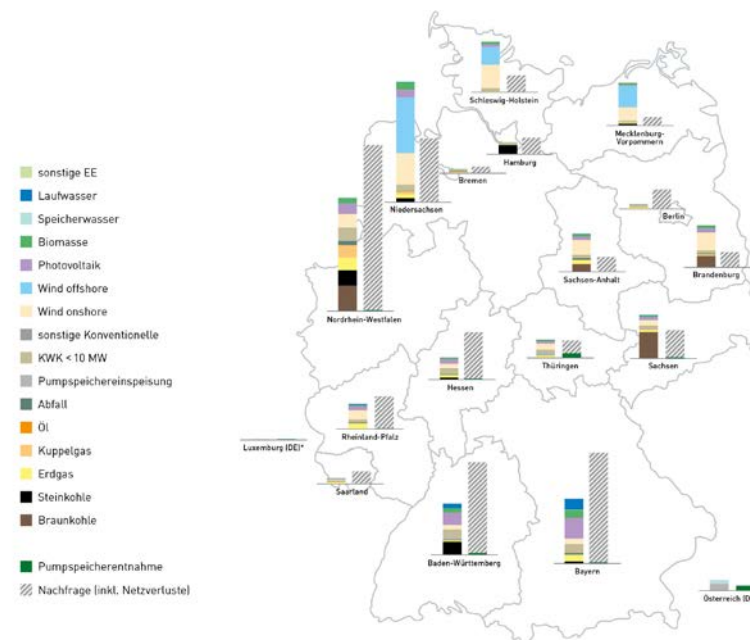 sonstige EE
Laufwasser
Speicherwasser
Biomasse
Photovoltaik
Wind offshore
Wind onshore
sonstige Konventionelle
KWK < 10 MW
Pumpspeichereinspeisung
Abfall
Öl
Kuppelgas
Erdgas
Steinkohle
Braunkohle
Pumpspeicherentnahme
Nachfrage (inkl. Netzverluste)
Schleswig-Holstein
Mecklenburg-
Vorpommern
Hamburg
Bremen
Niedersachsen
Berlin
Brandenburg
Sachsen-Anhalt
Nordrhein-Westfalen
Thüringen
Sachsen
Hessen
Rheinland-Pfalz
Luxemburg (DE)*
Saarland
Baden-Württemberg
Bayern
Österreich (D